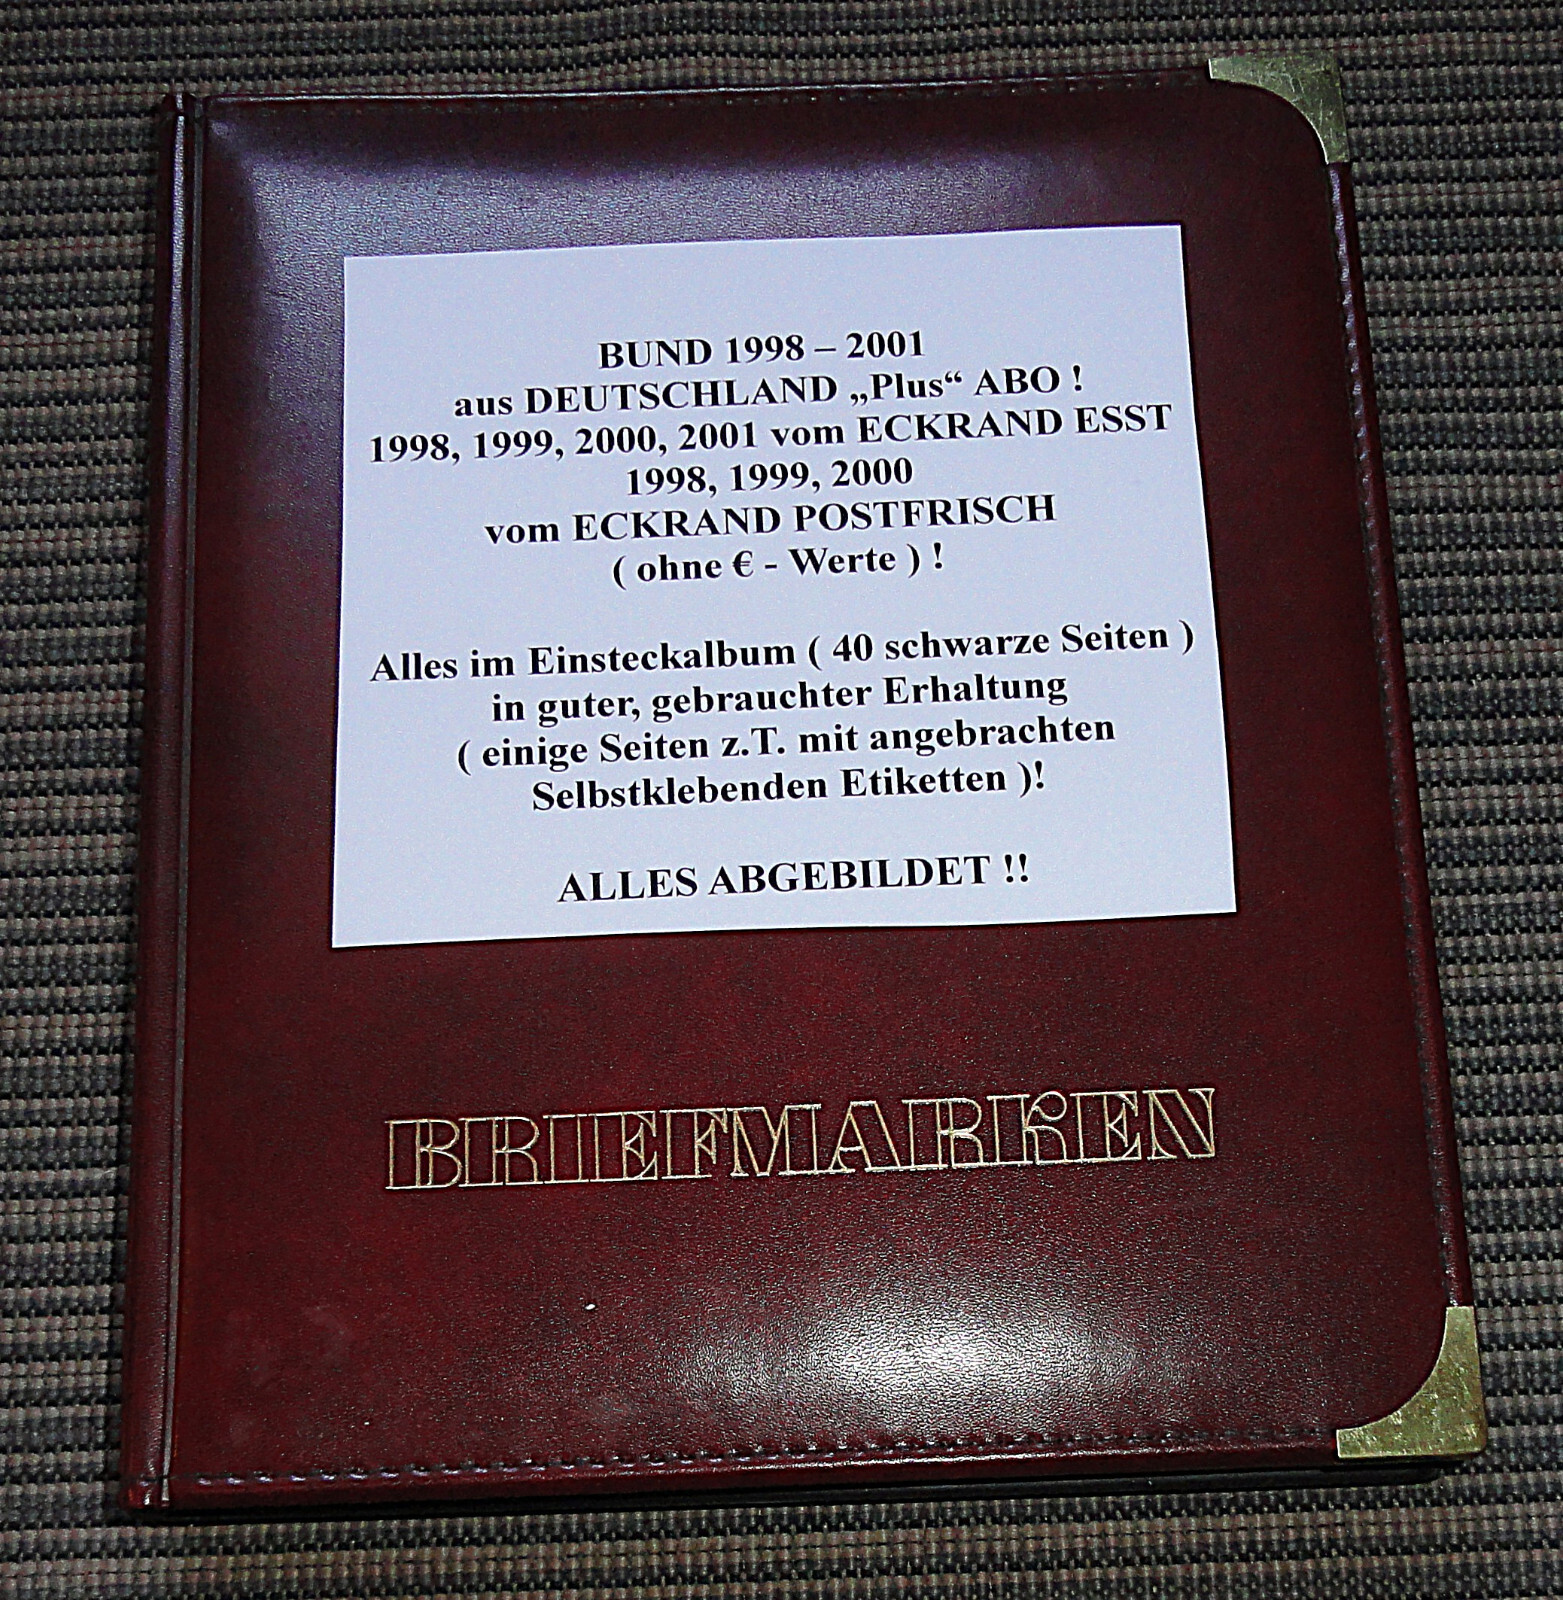 BUND 1998 – 2001
aus DEUTSCHLAND „Plus“ ABO !
1998, 1999, 2000, 2001 vom ECKRAND ESST
1998, 1999, 2000
vom ECKRAND POSTFRISCH
( ohne € - Werte ) !
Alles im Einsteckalbum ( 40 schwarze Seiten )
in guter, gebrauchter Erhaltung
( einige Seiten z.T. mit angebrachten
Selbstklebenden Etiketten )!
ALLES ABGEBILDET !!
BRIEFMARKEN